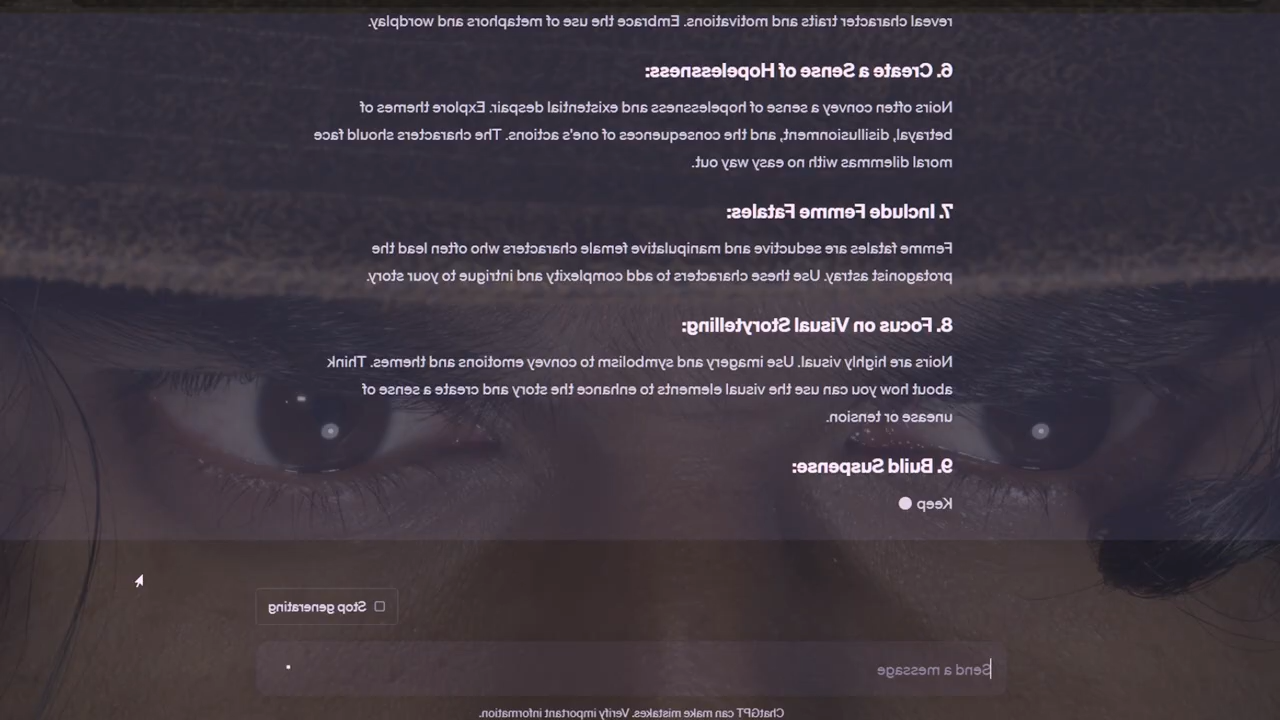 reveal character traits and motivations. Embrace the use of metaphors and wordplay.
6. Create a Sense of Hopelessness:
Noirs often convey a sense of hopelessness and existential despair. Explore themes of
betrayal, disillusionment, and the consequences of one's actions. The characters should face
moral dilemmas with no easy way out.
7. Include Femme Fatales:
Femme fatales are seductive and manipulative female characters who often lead the
protagonist astray. Use these characters to add complexity and intrigue to your story.
8. Focus on Visual Storytelling:
Noirs are highly visual. Use imagery and symbolism to convey emotions and themes. Think
about how you can use the visual elements to enhance the story and create a sense of
unease or tension.
9. Build Suspense:
Keep
Stop generating
Send a message
ChatGPT can make mistakes. Verify important information.